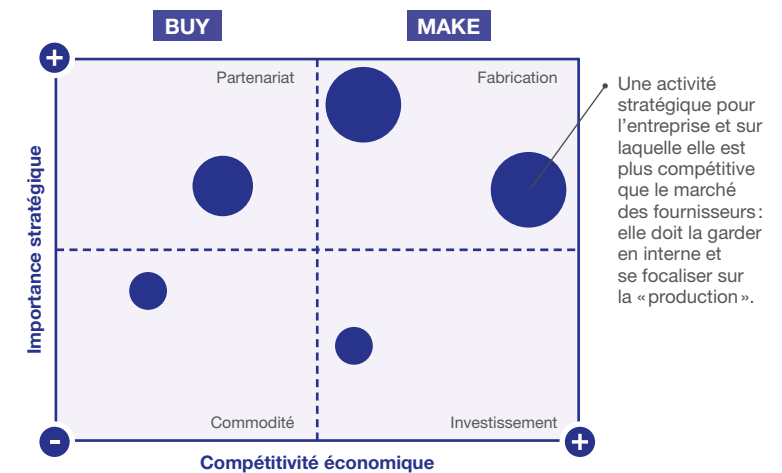 BUY
MAKE
+
Partenariat
Fabrication
Importance stratégique
Commodité
Investissement
-
+
Compétitivité économique
Une activité
stratégique pour
l’entreprise et sur
laquelle elle est
plus compétitive
que le marché
des fournisseurs :
elle doit la garder
en interne et
se focaliser sur
la « production ».